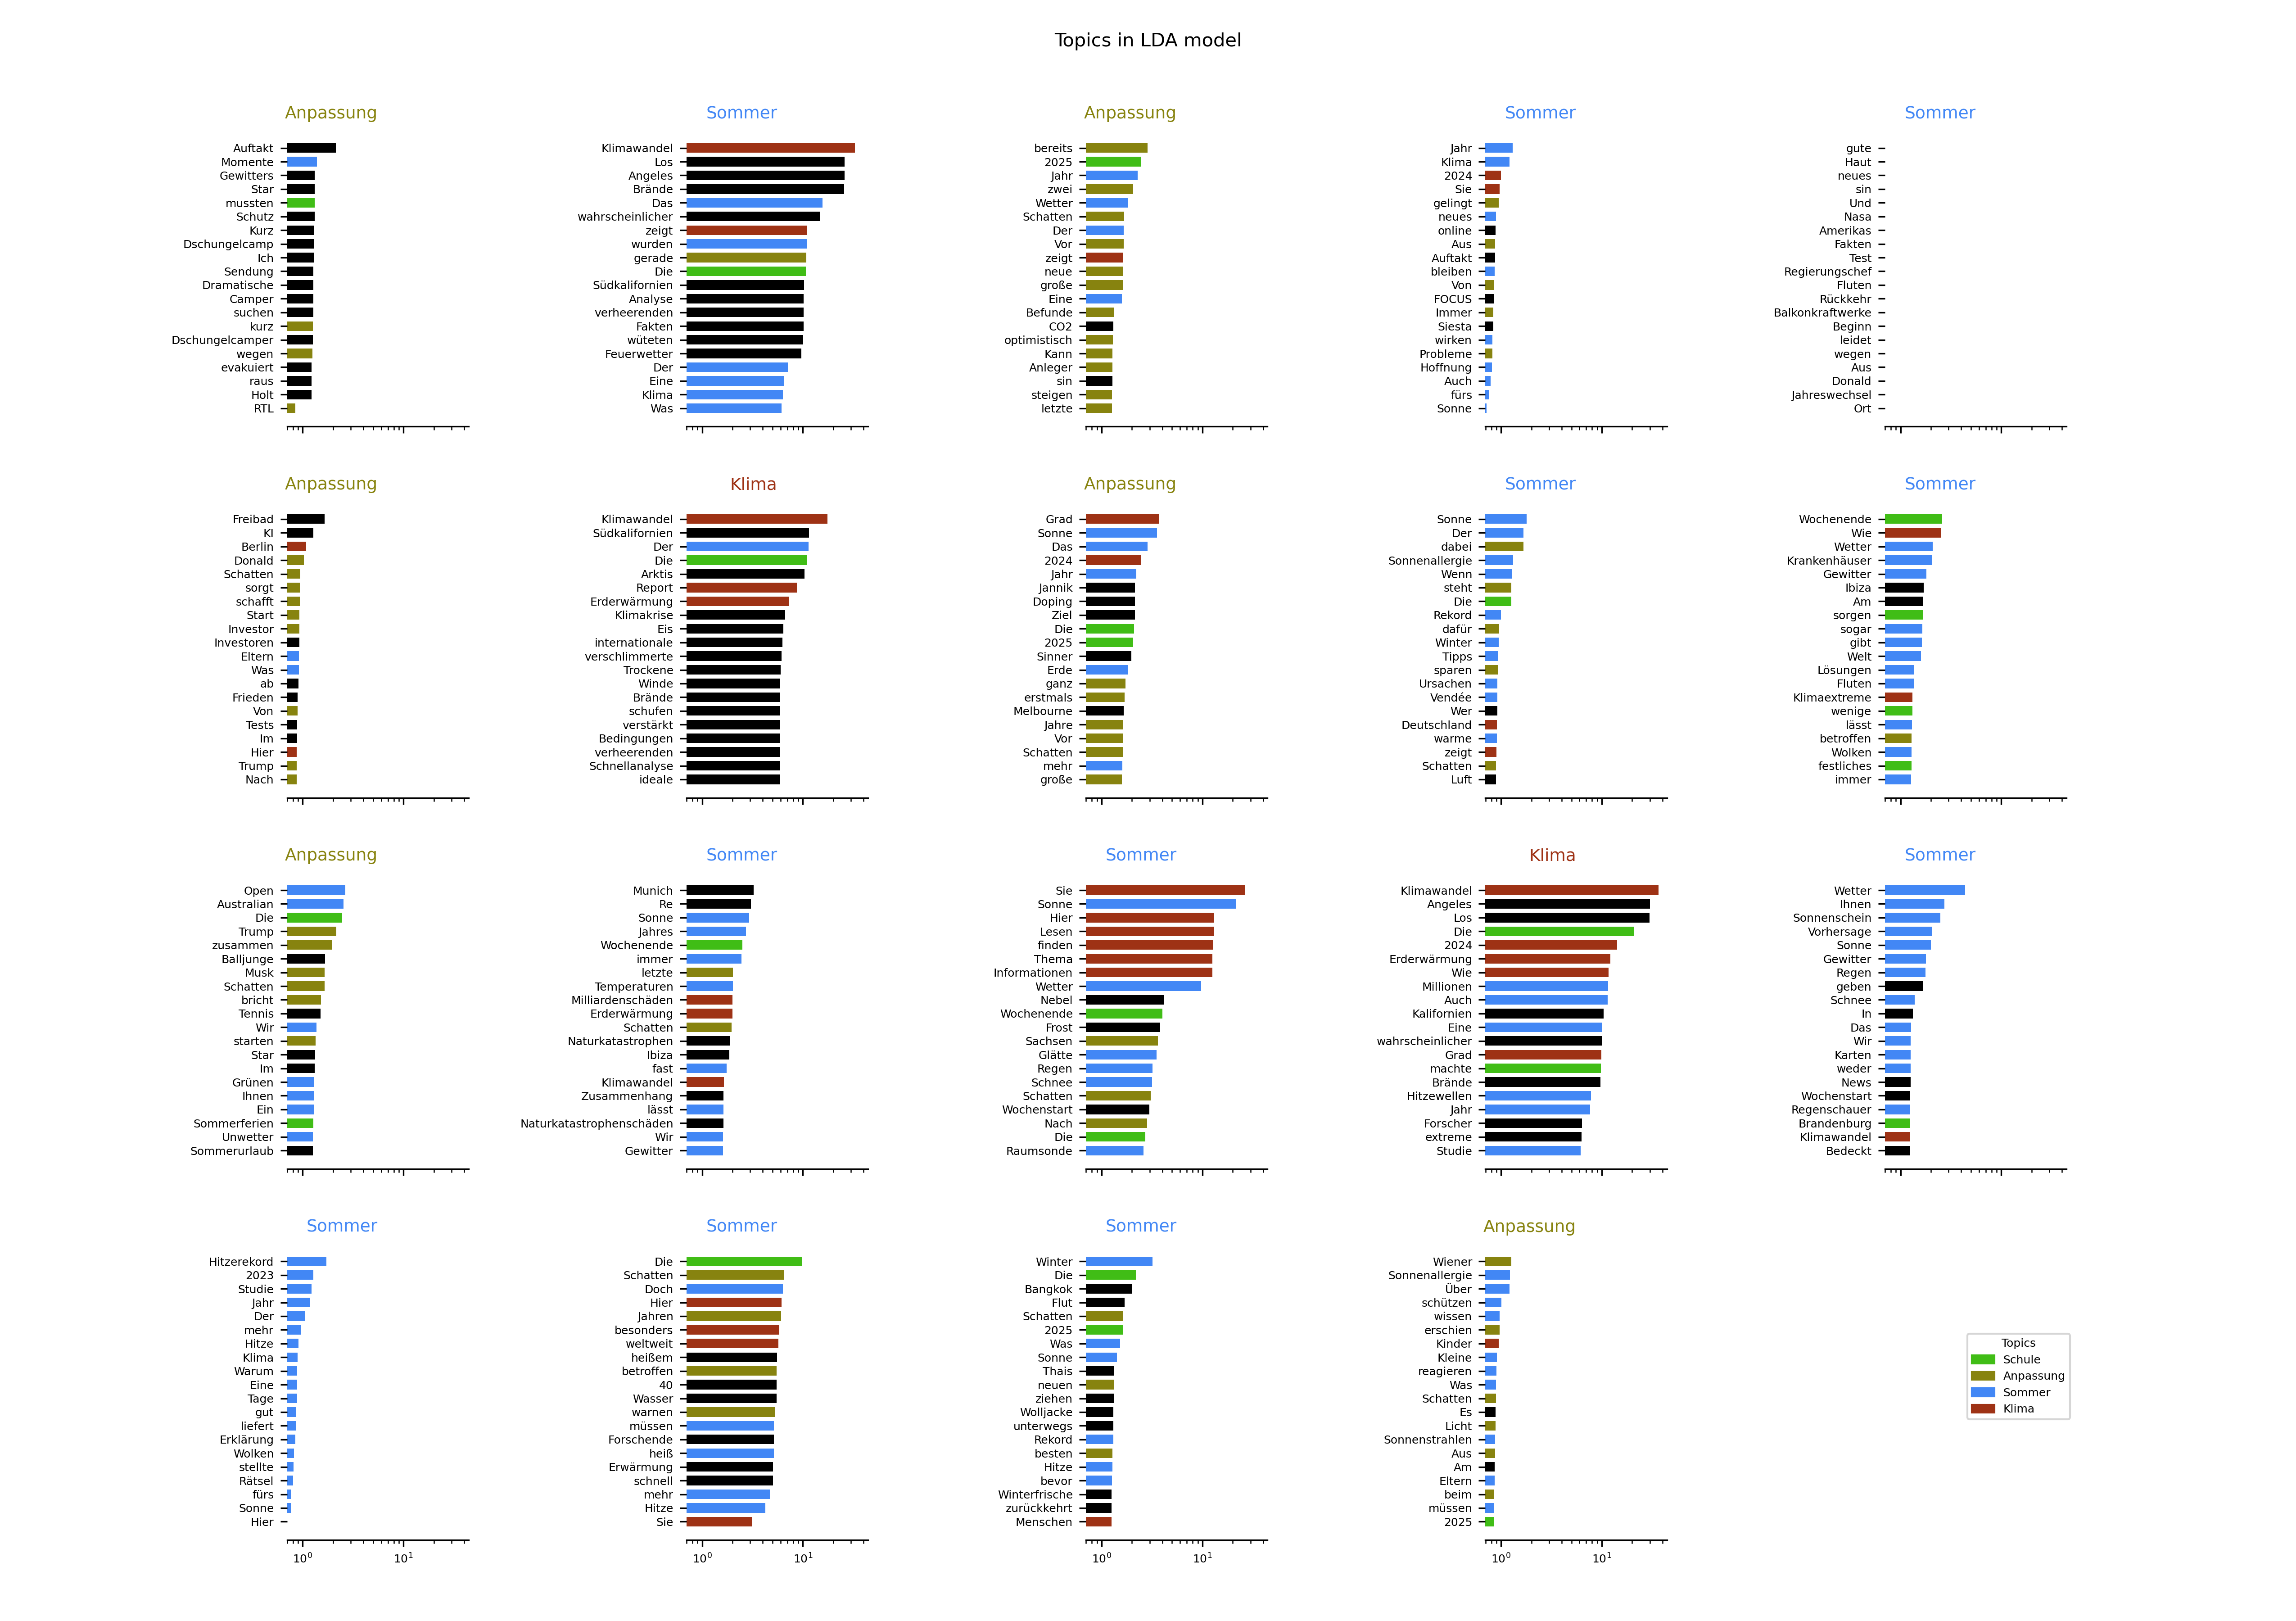 Topics in LDA model
Anpassung
Auftakt
Momente
Gewitters
Star
mussten
Schutz
Kurz
Dschungelcamp
Ich
Sendung
Dramatische
Camper
suchen
kurz
Dschungelcamper
wegen
evakuiert
raus
Holt
RTL
Sommer
Klimawandel
Los
Angeles
Brände
Das
wahrscheinlicher
zeigt
wurden
gerade
Die
Südkalifornien
Analyse
verheerenden
Fakten
wüteten
Feuerwetter
Der
Eine
Klima
Was
Anpassung
bereits
2025
Jahr
zwei
Wetter
Schatten
Der
Vor
zeigt
neue
große
Eine
Befunde
CO2
optimistisch
Kann
Anleger
sin
steigen
letzte
Sommer
Jahr
Klima
2024
Sie
gelingt
neues
online
Aus
Auftakt
bleiben
Von
FOCUS
Immer
Siesta
wirken
Probleme
Hoffnung
Auch
fürs
Sonne
Sommer
gute
Haut
neues
sin
Und
Nasa
Amerikas
Fakten
Test
Regierungschef
Fluten
Rückkehr
Balkonkraftwerke
Beginn
leidet
wegen
Aus
Donald
Jahreswechsel
Ort
Anpassung
Freibad
KI
Berlin
Donald
Schatten
sorgt
schafft
Start
Investor
Investoren
Eltern
Was
ab
Frieden
Von
Tests
Im
Hier
Trump
Nach
Klima
Klimawandel
Südkalifornien
Der
Die
Arktis
Report
Erderwärmung
Klimakrise
Eis
internationale
verschlimmerte
Trockene
Winde
Brände
schufen
verstärkt
Bedingungen
verheerenden
Schnellanalyse
ideale
Anpassung
Grad
Sonne
Das
2024
Jahr
Jannik
Doping
Ziel
Die
2025
Sinner
Erde
ganz
erstmals
Melbourne
Jahre
Vor
Schatten
mehr
große
Sommer
Sonne
Der
dabei
Sonnenallergie
Wenn
steht
Die
Rekord
dafür
Winter
Tipps
sparen
Ursachen
Vendée
Wer
Deutschland
warme
zeigt
Schatten
Luft
Sommer
Wochenende
Wie
Wetter
Krankenhäuser
Gewitter
Ibiza
Am
sorgen
sogar
gibt
Welt
Lösungen
Fluten
Klimaextreme
wenige
lässt
betroffen
Wolken
festliches
immer
Anpassung
Open
Australian
Die
Trump
zusammen
Balljunge
Musk
Schatten
bricht
Tennis
Wir
starten
Star
Im
Grünen
Ihnen
Ein
Sommerferien
Unwetter
Sommerurlaub
Sommer
Munich
Re
Sonne
Jahres
Wochenende
immer
letzte
Temperaturen
Milliardenschäden
Erderwärmung
Schatten
Naturkatastrophen
Ibiza
fast
Klimawandel
Zusammenhang
lässt
Naturkatastrophenschäden
Wir
Gewitter
Sommer
Sie
Sonne
Hier
Lesen
finden
Thema
Informationen
Wetter
Nebel
Wochenende
Frost
Sachsen
Glätte
Regen
Schnee
Schatten
Wochenstart
Nach
Die
Raumsonde
Klima
Klimawandel
Angeles
Los
Die
2024
Erderwärmung
Wie
Millionen
Auch
Kalifornien
Eine
wahrscheinlicher
Grad
machte
Brände
Hitzewellen
Jahr
Forscher
extreme
Studie
Sommer
Wetter
Ihnen
Sonnenschein
Vorhersage
Sonne
Gewitter
Regen
geben
Schnee
In
Das
Wir
Karten
weder
News
Wochenstart
Regenschauer
Brandenburg
Klimawandel
Bedeckt
Sommer
Hitzerekord
2023
Studie
Jahr
Der
mehr
Hitze
Klima
Warum
Eine
Tage
gut
liefert
Erklärung
Wolken
stellte
Rätsel
fürs
Sonne
Hier
10⁰ 10¹
Sommer
Die
Schatten
Doch
Hier
Jahren
besonders
weltweit
heißem
betroffen
40
Wasser
warnen
müssen
Forschende
heiß
Erwärmung
schnell
mehr
Hitze
Sie
10⁰ 10¹
Sommer
Winter
Die
Bangkok
Flut
Schatten
2025
Was
Sonne
Thais
neuen
ziehen
Wolljacke
unterwegs
Rekord
besten
Hitze
bevor
Winterfrische
zurückkehrt
Menschen
10⁰ 10¹
Anpassung
Wiener
Sonnenallergie
Über
schützen
wissen
erschien
Kinder
Kleine
reagieren
Was
Schatten
Es
Licht
Sonnenstrahlen
Aus
Am
Eltern
beim
müssen
2025
10⁰ 10¹
Topics
Schule
Anpassung
Sommer
Klima